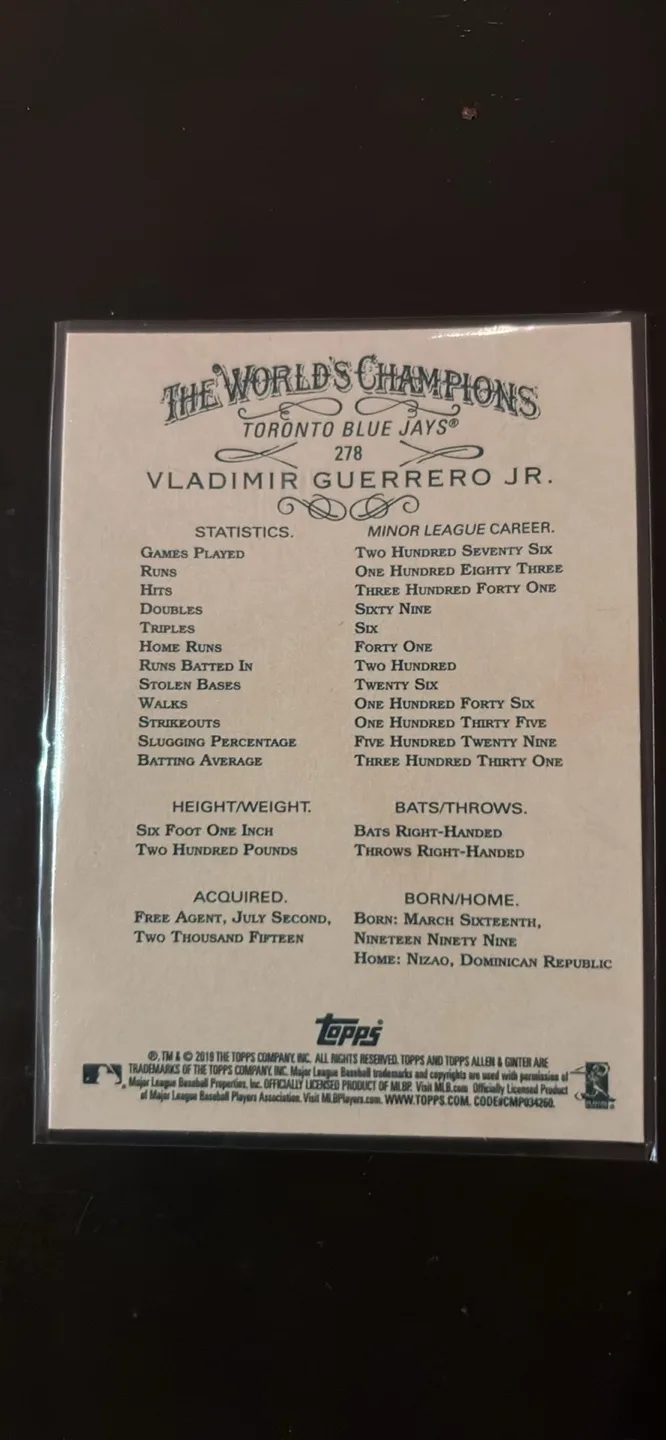 THE WORLD'S CHAMPIONS
TORONTO BLUE JAYS®
278
VLADIMIR GUERRERO JR.
STATISTICS. MINOR LEAGUE CAREER.
GAMES PLAYED TWO HUNDRED SEVENTY SIX
RUNS ONE HUNDRED EIGHTY THREE
HITS THREE HUNDRED FORTY ONE
DOUBLES SIXTY NINE
TRIPLES SIX
HOME RUNS FORTY ONE
RUNS BATTED IN TWO HUNDRED
STOLEN BASES TWENTY SIX
WALKS ONE HUNDRED FORTY SIX
STRIKEOUTS ONE HUNDRED THIRTY FIVE
SLUGGING PERCENTAGE FIVE HUNDRED TWENTY NINE
BATTING AVERAGE THREE HUNDRED THIRTY ONE
HEIGHT/WEIGHT.
SIX FOOT ONE INCH
TWO HUNDRED POUNDS
BATS/THROWS.
BATS RIGHT-HANDED
THROWS RIGHT-HANDED
ACQUIRED.
FREE AGENT, JULY SECOND,
TWO THOUSAND FIFTEEN
BORN/HOME.
BORN: MARCH SIXTEENTH,
NINETEEN NINETY NINE
HOME: NIZAO, DOMINICAN REPUBLIC
Topps
®, TM & © 2019 THE TOPPS COMPANY, INC. ALL RIGHTS RESERVED. TOPPS AND TOPPS ALLEN & GINTER ARE
TRADEMARKS OF THE TOPPS COMPANY, INC. Major League Baseball trademarks and copyrights are used with permission of
Major League Baseball Properties, Inc. OFFICIALLY LICENSED PRODUCT OF MLBP. Visit MLB.com Officially Licensed Product
of Major League Baseball Players Association. Visit MLBPlayers.com. WWW.TOPPS.COM. CODE#CMP034260.